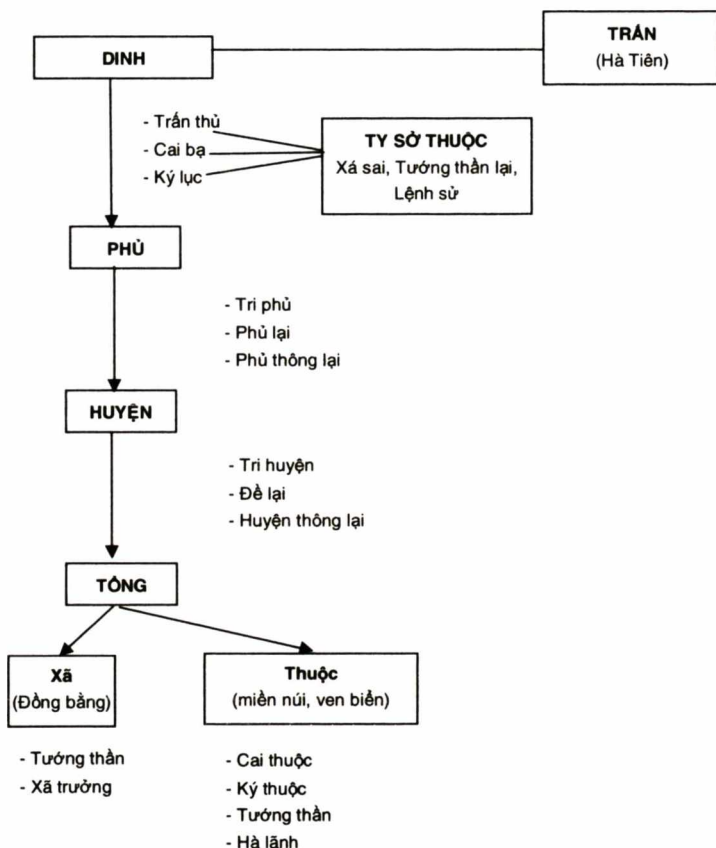 TRẤN
(Hà Tiên)
DINH
- Trấn thủ
- Cai bạ
- Ký lục
TY SỞ THUỘC
Xá sai, Tướng thần lại,
Lệnh sử
PHỦ
- Tri phủ
- Phủ lại
- Phủ thông lại
HUYỆN
- Tri huyện
- Đề lại
- Huyện thông lại
TỔNG
Xã
(Đồng bằng)
Thuộc
(miền núi, ven biển)
- Tướng thần
- Xã trưởng
- Cai thuộc
- Ký thuộc
- Tướng thần
- Hà lãnh